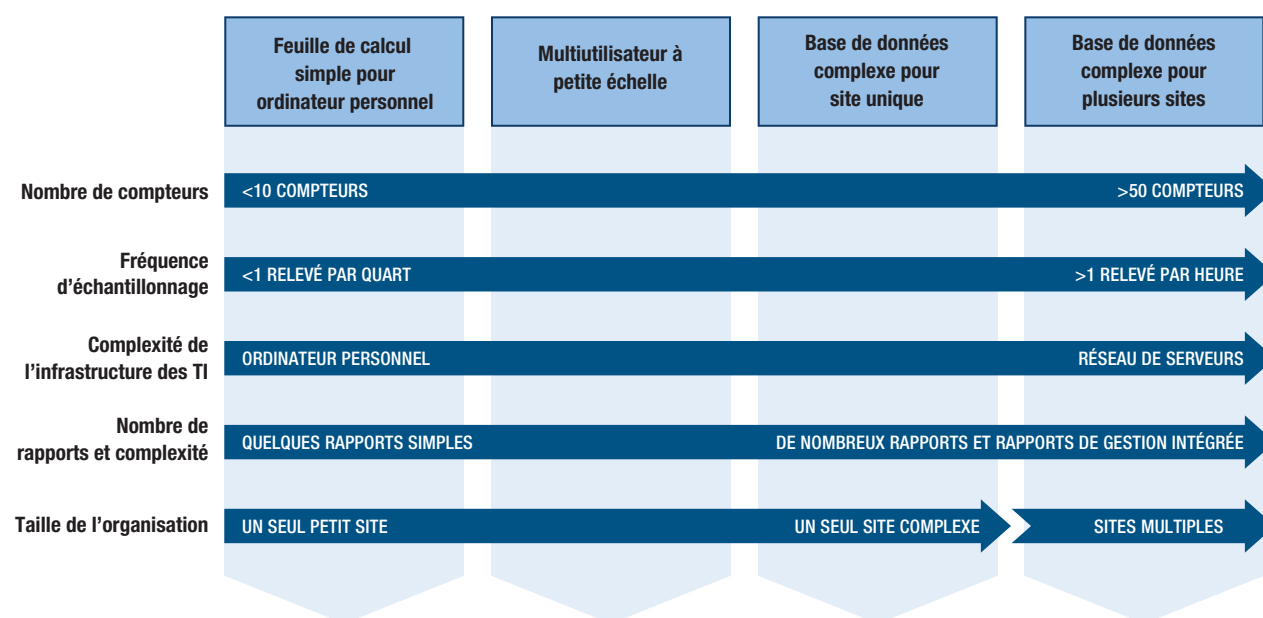 Feuille de calcul
simple pour
ordinateur personnel
Multiutilisateur à
petite échelle
Base de données
complexe pour
site unique
Base de données
complexe pour
plusieurs sites
Nombre de compteurs
<10 COMPTEURS
>50 COMPTEURS
Fréquence
d’échantillonnage
<1 RELEVÉ PAR QUART
>1 RELEVÉ PAR HEURE
Complexité de
l’infrastructure des TI
ORDINATEUR PERSONNEL
RÉSEAU DE SERVEURS
Nombre de
rapports et complexité
QUELQUES RAPPORTS SIMPLES
DE NOMBREUX RAPPORTS ET RAPPORTS DE GESTION INTÉGRÉE
Taille de l’organisation
UN SEUL PETIT SITE
UN SEUL SITE COMPLEXE
SITES MULTIPLES